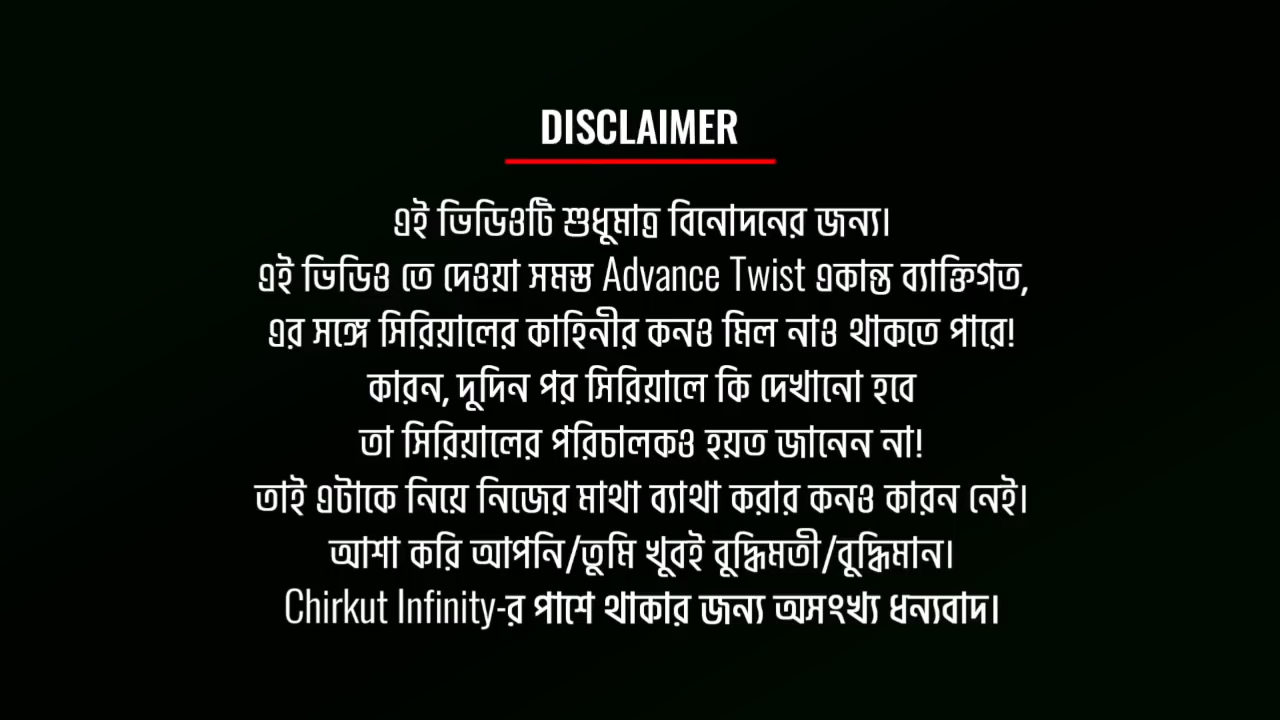 DISCLAIMER
এই ভিডিওটি শুধুমাত্র বিনোদনের জন্য।
এই ভিডিও তে দেওয়া সমস্ত Advance Twist একান্ত ব্যাক্তিগত,
এর সঙ্গে সিরিয়ালের কাহিনীর কনও মিল নাও থাকতে পারে!
কারন, দুদিন পর সিরিয়ালে কি দেখানো হবে
তা সিরিয়ালের পরিচালকও হয়ত জানেন না!
তাই এটাকে নিয়ে নিজের মাথা ব্যাথা করার কনও কারন নেই।
আশা করি আপনি/তুমি খুবই বুদ্ধিমতী/বুদ্ধিমান।
Chirkut Infinity-র পাশে থাকার জন্য অসংখ্য ধন্যবাদ।